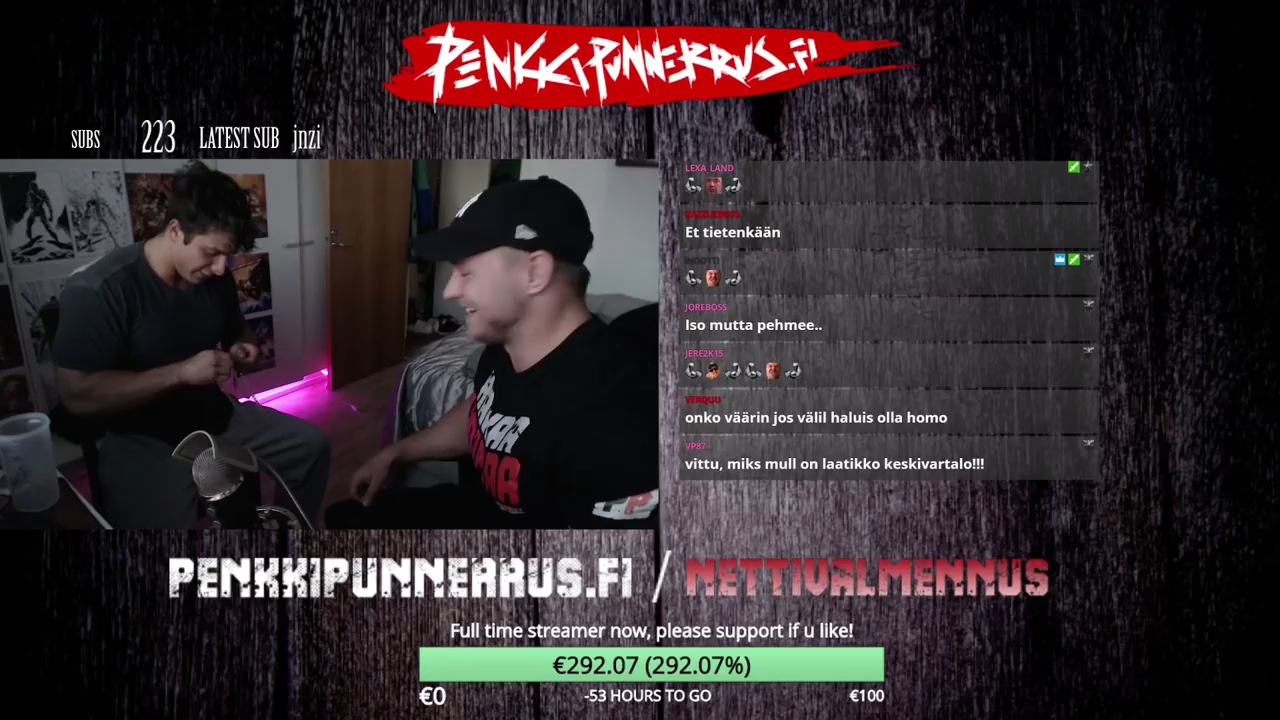 PENKKIPUNNERRUS.FI
SUBS 223 LATEST SUB jnzi
LEXA_LAND
Et tietenkään
JOREBOSS
Iso mutta pehmee..
JERE2K15
VERQUU
onko väärin jos välil haluis olla homo
VP87
vittu, miks mull on laatikko keskivartalo!!!
PENKKIPUNNERRUS.FI / NETTIVALMENNUS
Full time streamer now, please support if u like!
€292.07 (292.07%)
€0 -53 HOURS TO GO €100